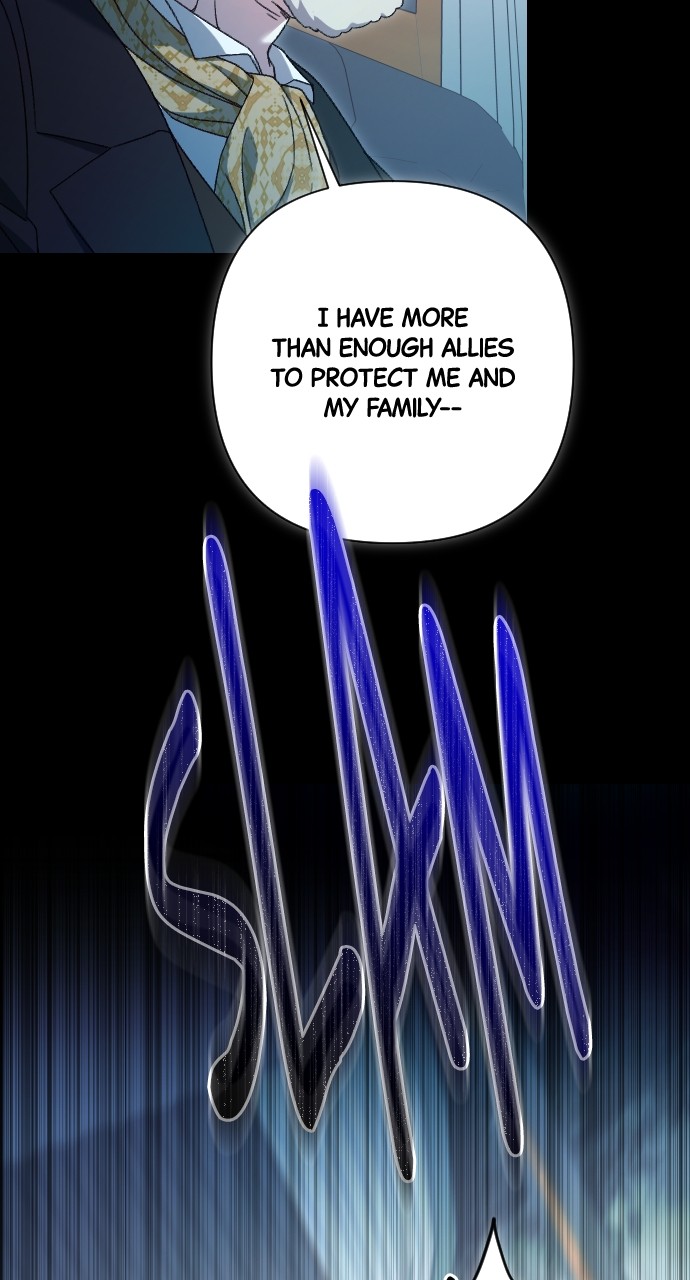 I HAVE MORE
THAN ENOUGH ALLIES
TO PROTECT ME AND
MY FAMILY--
SLAM